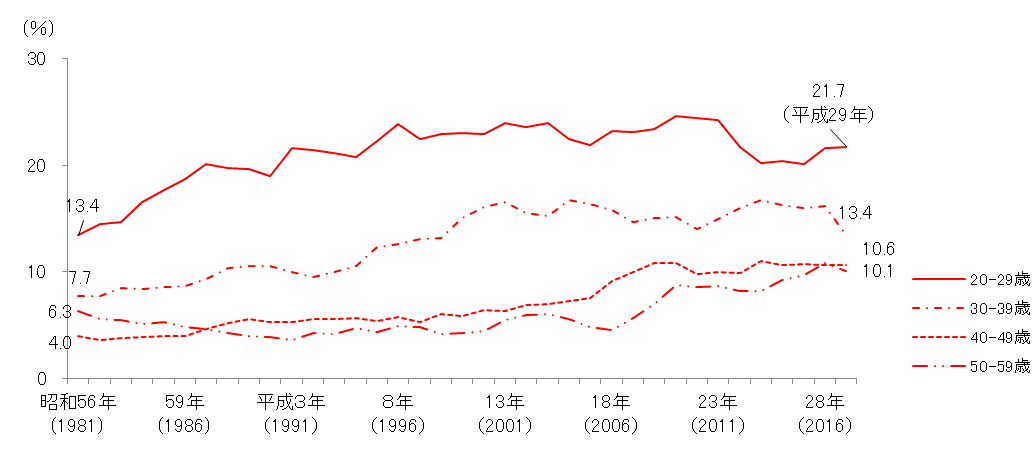 (%)
30
20
10
0
13.4
7.7
6.3
4.0
21.7
(平成29年)
13.4
10.6
10.1
20-29歳
30-39歳
40-49歳
50-59歳
昭和56年 59年 平成3年 8年 13年 18年 23年 28年
(1981) (1986) (1991) (1996) (2001) (2006) (2011) (2016)